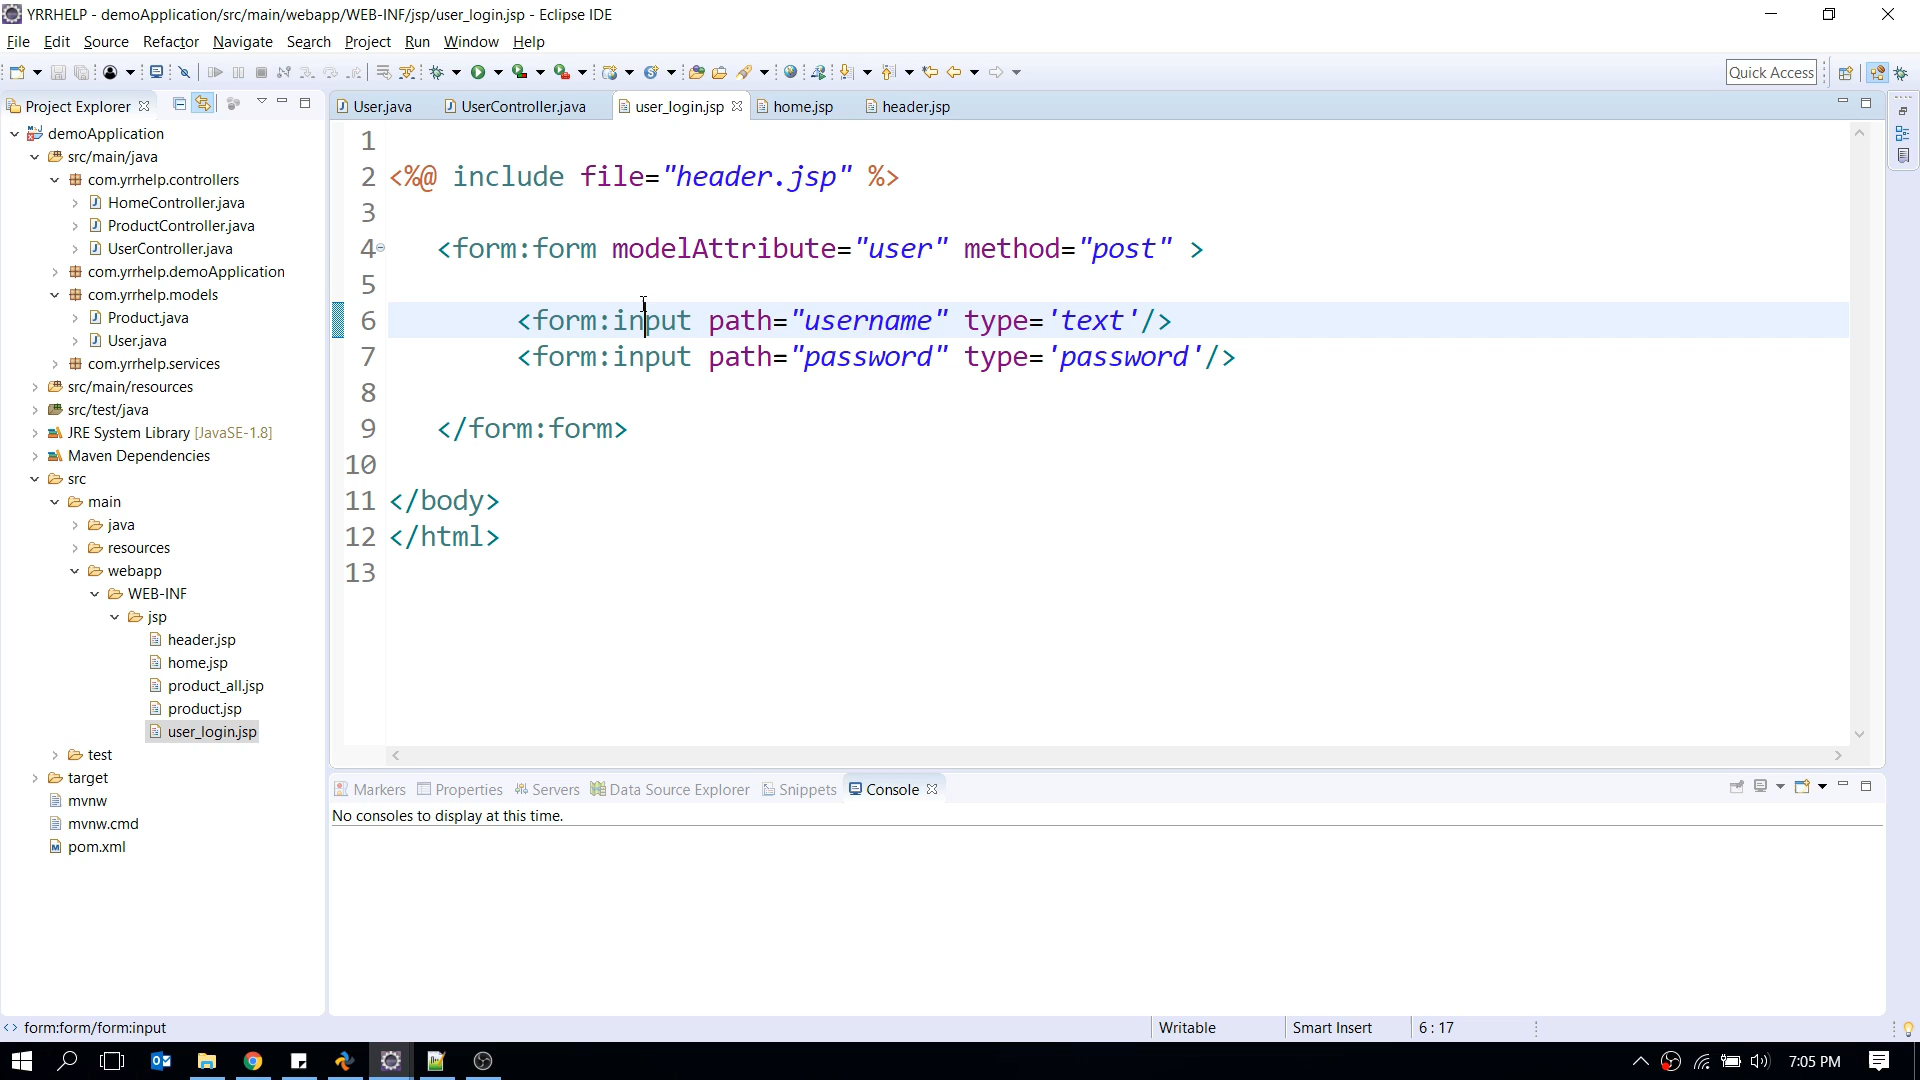 YRRHELP - demoApplication/src/main/webapp/WEB-INF/jsp/user_login.jsp - Eclipse IDE
File Edit Source Refactor Navigate Search Project Run Window Help
Quick Access
Project Explorer
User.java UserController.java user_login.jsp home.jsp header.jsp
demoApplication
src/main/java
com.yrrhelp.controllers
HomeController.java
ProductController.java
UserController.java
com.yrrhelp.demoApplication
com.yrrhelp.models
Product.java
User.java
com.yrrhelp.services
src/main/resources
src/test/java
JRE System Library [JavaSE-1.8]
Maven Dependencies
src
main
java
resources
webapp
WEB-INF
jsp
header.jsp
home.jsp
product_all.jsp
product.jsp
user_login.jsp
test
target
mvnw
mvnw.cmd
pom.xml
1
2 <%@ include file="header.jsp" %>
3
4 <form:form modelAttribute="user" method="post" >
5
6 <form:input path="username" type='text'/>
7 <form:input path="password" type='password'/>
8
9 </form:form>
10
11 </body>
12 </html>
13
Markers Properties Servers Data Source Explorer Snippets Console
No consoles to display at this time.
form:form/form:input Writable Smart Insert 6 : 17
7:05 PM